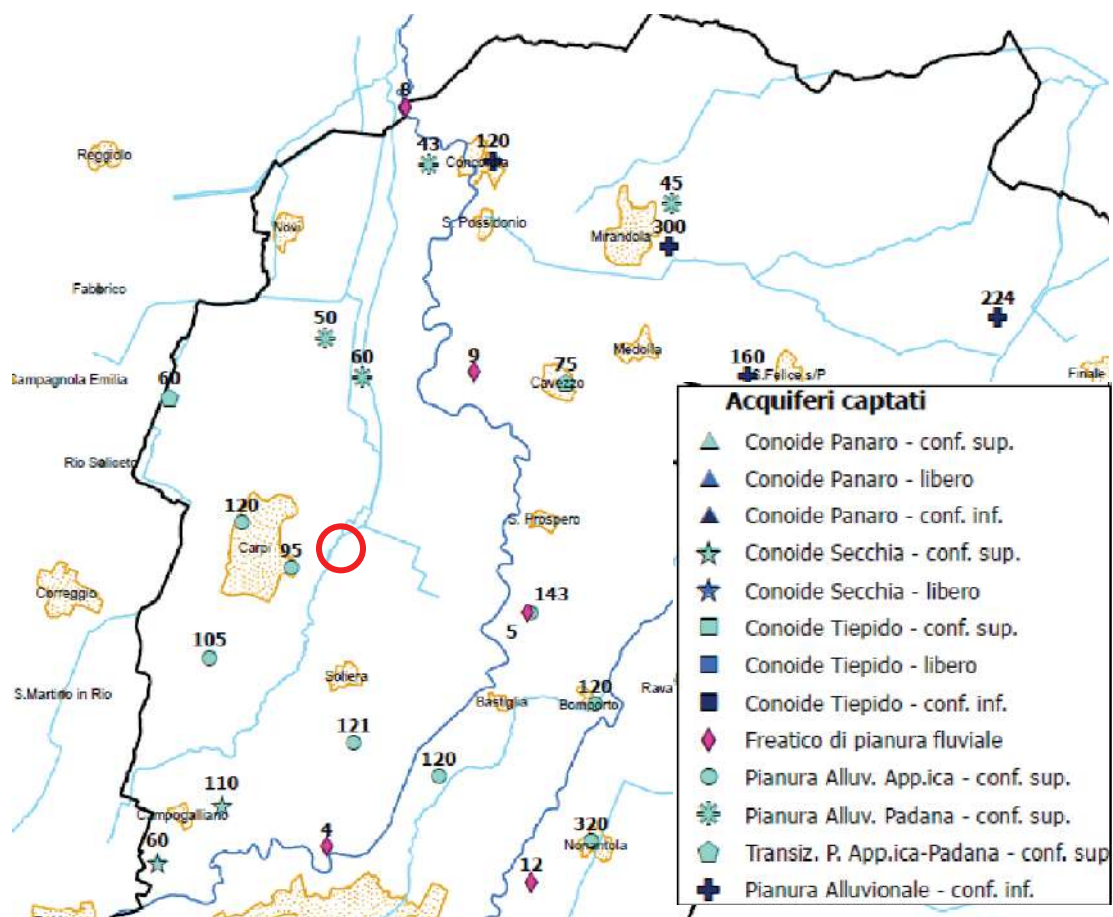 8
43
120
Concordia
Reggiolo
45
Novi
S. Possidonio
Mirandola
300
Fabbrico
224
50
Medolla
60
9
75
160
Campagnola Emilia
60
Cavezzo
S.Felice s/P
Finale
Acquiferi captati
Conoide Panaro - conf. sup.
Rio Saliceto
Conoide Panaro - libero
120
Conoide Panaro - conf. inf.
S. Prospero
Carpi
95
Conoide Secchia - conf. sup.
Correggio
Conoide Secchia - libero
143
5
Conoide Tiepido - conf. sup.
105
Conoide Tiepido - libero
Soliera
S.Martino in Rio
120
Rava
Bastiglia
Bomporto
Conoide Tiepido - conf. inf.
121
Freatico di pianura fluviale
120
Pianura Alluv. App.ica - conf. sup.
110
Campogalliano
Pianura Alluv. Padana - conf. sup.
4
320
60
Nonantola
Transiz. P. App.ica-Padana - conf. sup
12
Pianura Alluvionale - conf. inf.